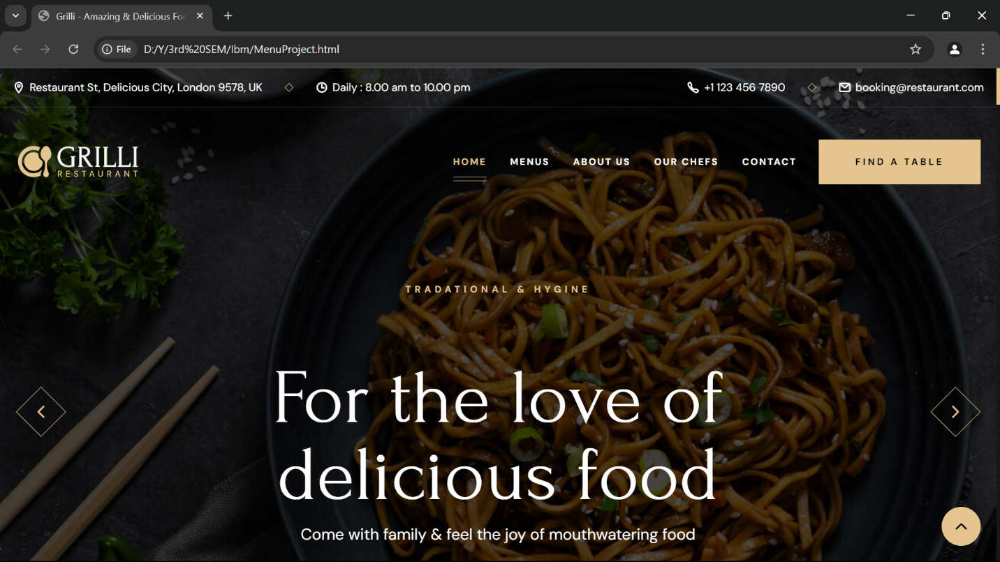 Grilli - Amazing & Delicious Foo
File D:/Y/3rd%20SEM/Ibm/MenuProject.html
Restaurant St, Delicious City, London 9578, UK Daily : 8.00 am to 10.00 pm +1 123 456 7890 booking@restaurant.com
GRILLI
RESTAURANT
HOME MENUS ABOUT US OUR CHEFS CONTACT FIND A TABLE
TRADATIONAL & HYGINE
For the love of
delicious food
Come with family & feel the joy of mouthwatering food